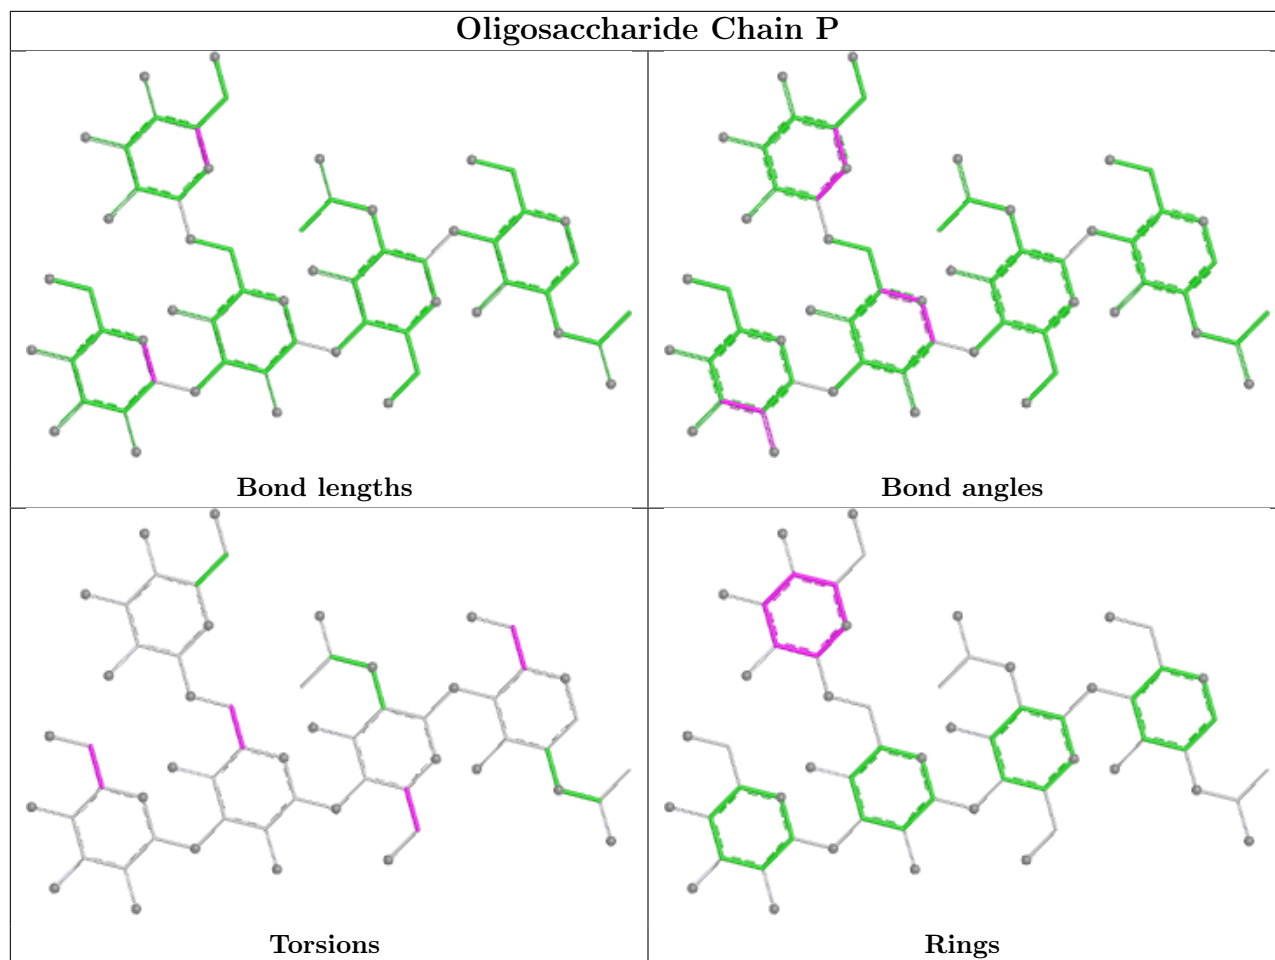 Oligosaccharide Chain P
Bond lengths
Bond angles
Torsions
Rings